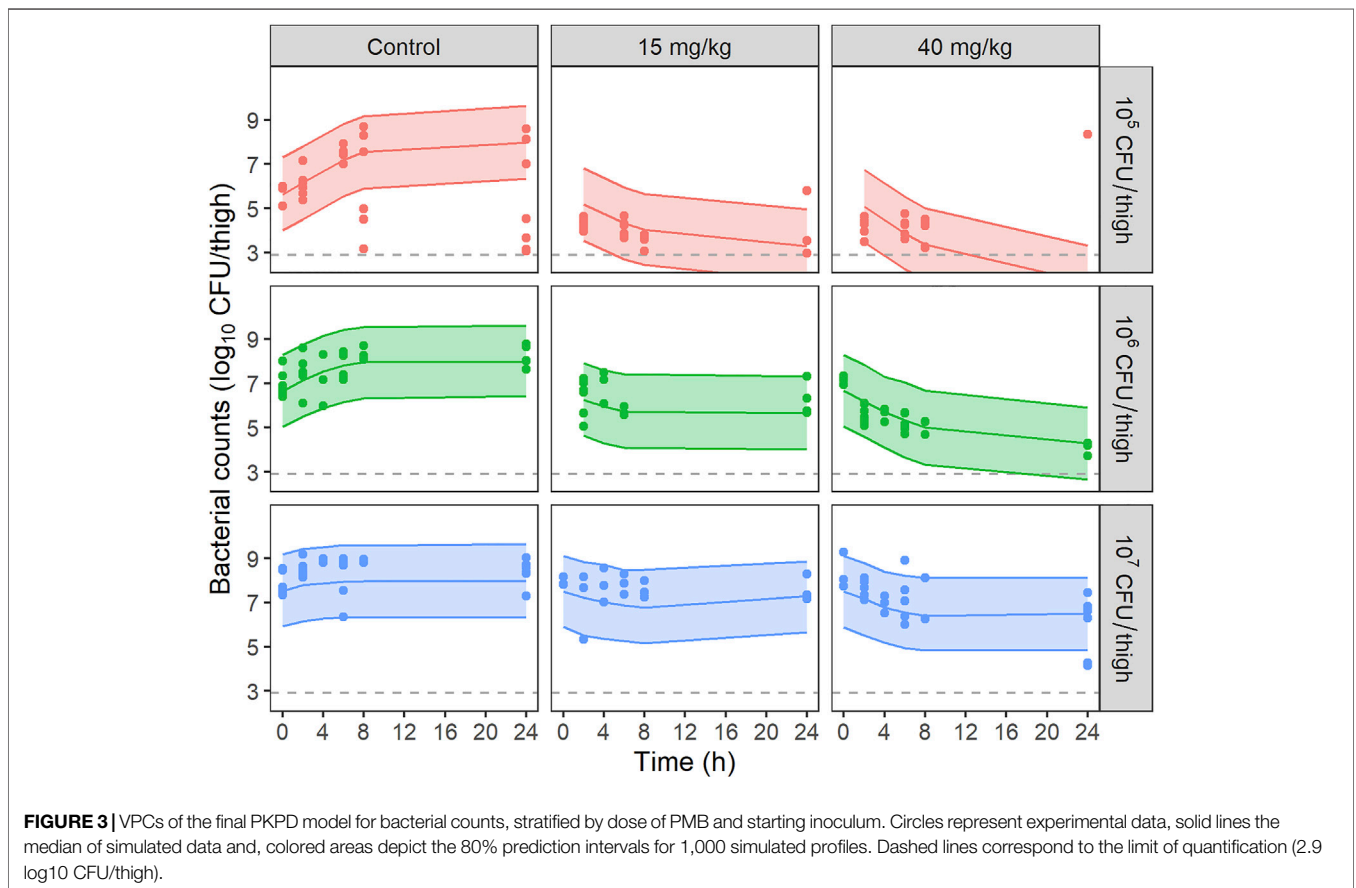 Control
15 mg/kg
40 mg/kg
Bacterial counts (log₁₀ CFU/thigh)
9
7
5
3
10⁵ CFU/thigh
9
7
5
3
10⁶ CFU/thigh
9
7
5
3
10⁷ CFU/thigh
0 4 8 12 16 20 24 0 4 8 12 16 20 24 0 4 8 12 16 20 24
Time (h)
FIGURE 3 | VPCs of the final PKPD model for bacterial counts, stratified by dose of PMB and starting inoculum. Circles represent experimental data, solid lines the
median of simulated data and, colored areas depict the 80% prediction intervals for 1,000 simulated profiles. Dashed lines correspond to the limit of quantification (2.9
log10 CFU/thigh).